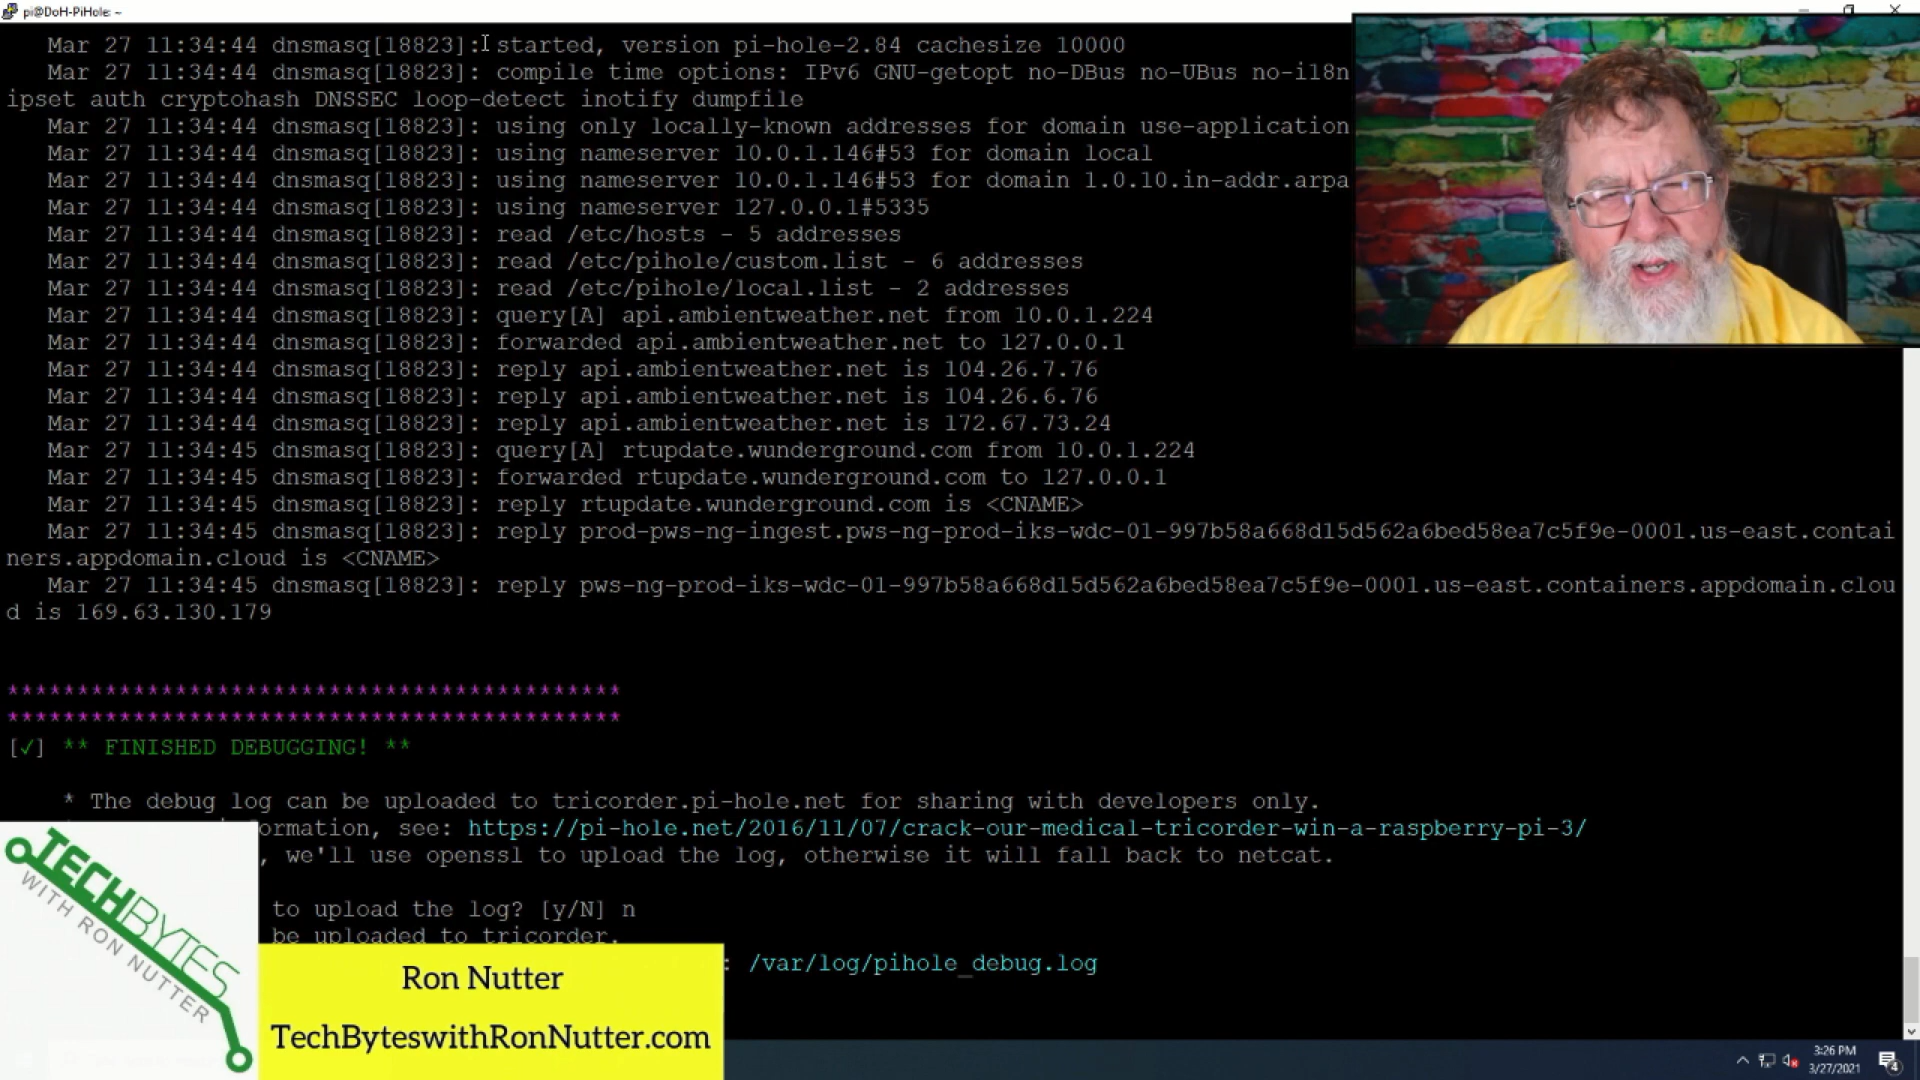 pi@DoH-PiHole: ~
Mar 27 11:34:44 dnsmasq[18823]: started, version pi-hole-2.84 cachesize 10000
Mar 27 11:34:44 dnsmasq[18823]: compile time options: IPv6 GNU-getopt no-DBus no-UBus no-i18n
ipset auth cryptohash DNSSEC loop-detect inotify dumpfile
Mar 27 11:34:44 dnsmasq[18823]: using only locally-known addresses for domain use-application
Mar 27 11:34:44 dnsmasq[18823]: using nameserver 10.0.1.146#53 for domain local
Mar 27 11:34:44 dnsmasq[18823]: using nameserver 10.0.1.146#53 for domain 1.0.10.in-addr.arpa
Mar 27 11:34:44 dnsmasq[18823]: using nameserver 127.0.0.1#5335
Mar 27 11:34:44 dnsmasq[18823]: read /etc/hosts - 5 addresses
Mar 27 11:34:44 dnsmasq[18823]: read /etc/pihole/custom.list - 6 addresses
Mar 27 11:34:44 dnsmasq[18823]: read /etc/pihole/local.list - 2 addresses
Mar 27 11:34:44 dnsmasq[18823]: query[A] api.ambientweather.net from 10.0.1.224
Mar 27 11:34:44 dnsmasq[18823]: forwarded api.ambientweather.net to 127.0.0.1
Mar 27 11:34:44 dnsmasq[18823]: reply api.ambientweather.net is 104.26.7.76
Mar 27 11:34:44 dnsmasq[18823]: reply api.ambientweather.net is 104.26.6.76
Mar 27 11:34:44 dnsmasq[18823]: reply api.ambientweather.net is 172.67.73.24
Mar 27 11:34:45 dnsmasq[18823]: query[A] rtupdate.wunderground.com from 10.0.1.224
Mar 27 11:34:45 dnsmasq[18823]: forwarded rtupdate.wunderground.com to 127.0.0.1
Mar 27 11:34:45 dnsmasq[18823]: reply rtupdate.wunderground.com is <CNAME>
Mar 27 11:34:45 dnsmasq[18823]: reply prod-pws-ng-ingest.pws-ng-prod-iks-wdc-01-997b58a668d15d562a6bed58ea7c5f9e-0001.us-east.contai
ners.appdomain.cloud is <CNAME>
Mar 27 11:34:45 dnsmasq[18823]: reply pws-ng-prod-iks-wdc-01-997b58a668d15d562a6bed58ea7c5f9e-0001.us-east.containers.appdomain.clou
d is 169.63.130.179
********************************************
********************************************
[✓] ** FINISHED DEBUGGING! **
* The debug log can be uploaded to tricorder.pi-hole.net for sharing with developers only.
formation, see: https://pi-hole.net/2016/11/07/crack-our-medical-tricorder-win-a-raspberry-pi-3/
, we'll use openssl to upload the log, otherwise it will fall back to netcat.
to upload the log? [y/N] n
be uploaded to tricorder.
: /var/log/pihole_debug.log
TECHBYTES
WITH RON NUTTER
Ron Nutter
TechByteswithRonNutter.com
3:26 PM
3/27/2021
4